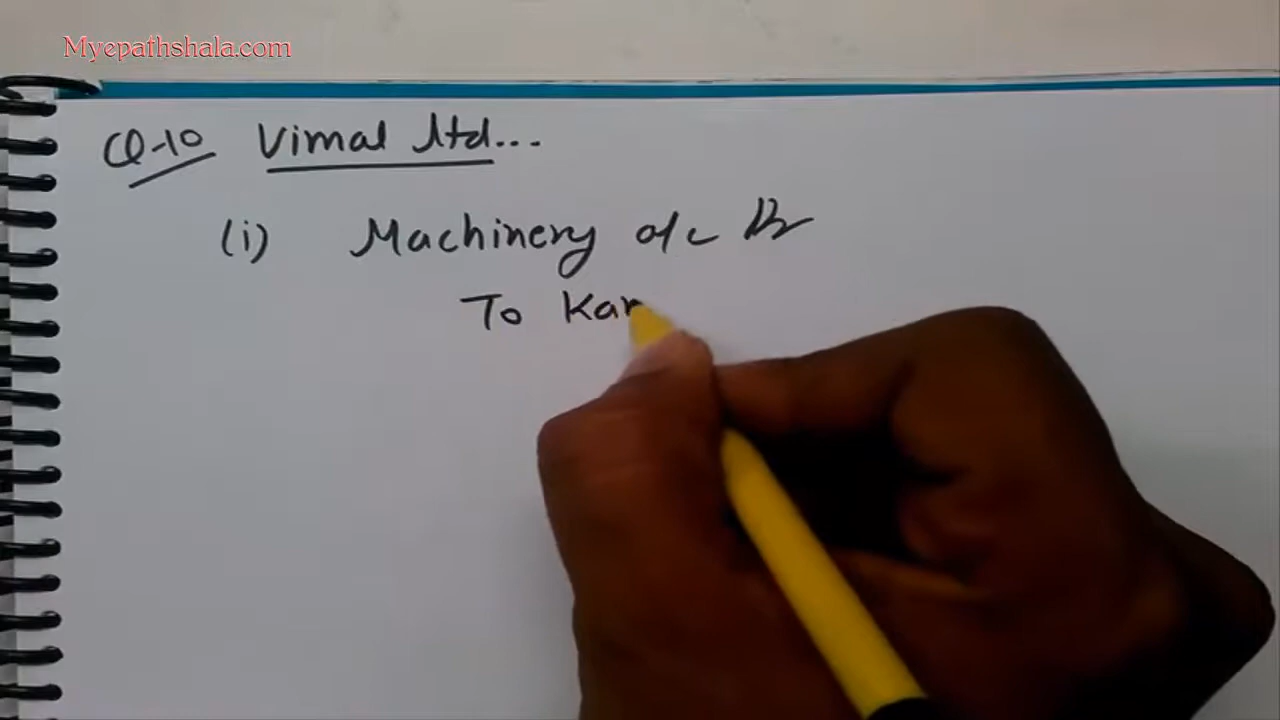 Myepathshala.com
Q-10 Vimal ltd...
(i) Machinery a/c Dr
To Kar